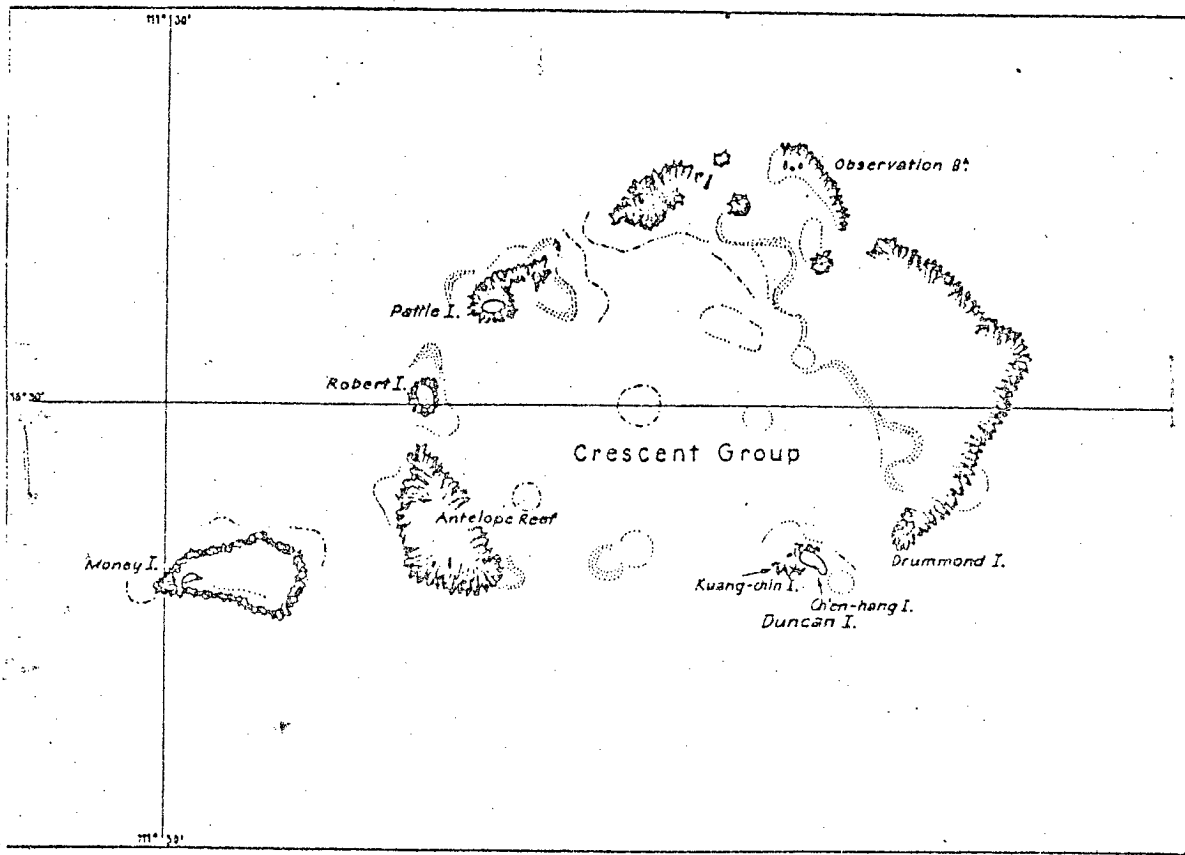 111° 30'
Observation Bk.
Pattle I.
Robert I.
16° 30'
Crescent Group
Antelope Reef
Money I.
Drummond I.
Kuang-chin I.
Ch'en-hang I.
Duncan I.
111° 30'